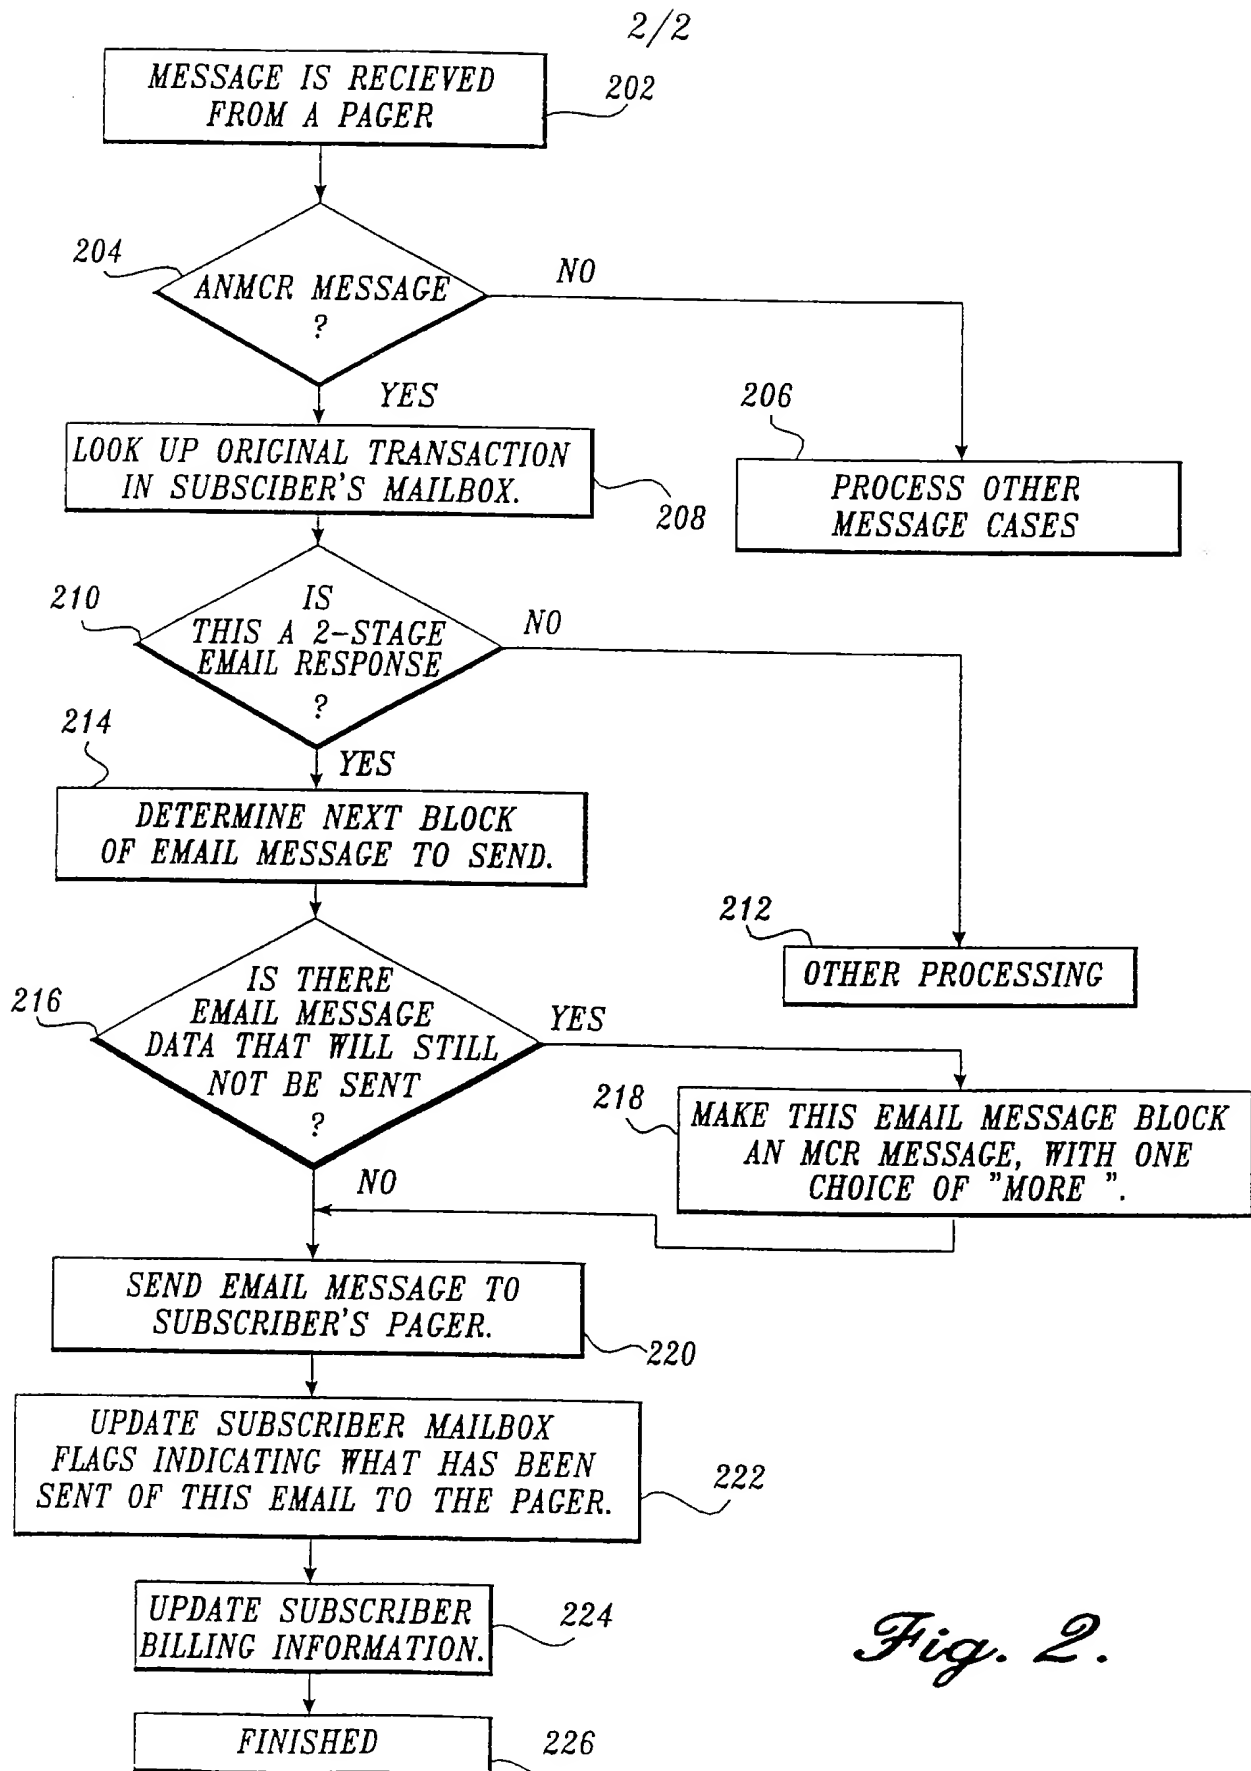 2/2
MESSAGE IS RECIEVED
FROM A PAGER
202
204
ANMCR MESSAGE
?
NO
YES
206
PROCESS OTHER
MESSAGE CASES
LOOK UP ORIGINAL TRANSACTION
IN SUBSCIBER'S MAILBOX.
208
210
IS
THIS A 2-STAGE
EMAIL RESPONSE
?
NO
YES
212
OTHER PROCESSING
214
DETERMINE NEXT BLOCK
OF EMAIL MESSAGE TO SEND.
216
IS THERE
EMAIL MESSAGE
DATA THAT WILL STILL
NOT BE SENT
?
YES
NO
218
MAKE THIS EMAIL MESSAGE BLOCK
AN MCR MESSAGE, WITH ONE
CHOICE OF "MORE ".
SEND EMAIL MESSAGE TO
SUBSCRIBER'S PAGER.
220
UPDATE SUBSCRIBER MAILBOX
FLAGS INDICATING WHAT HAS BEEN
SENT OF THIS EMAIL TO THE PAGER.
222
UPDATE SUBSCRIBER
BILLING INFORMATION.
224
FINISHED
226
Fig. 2.